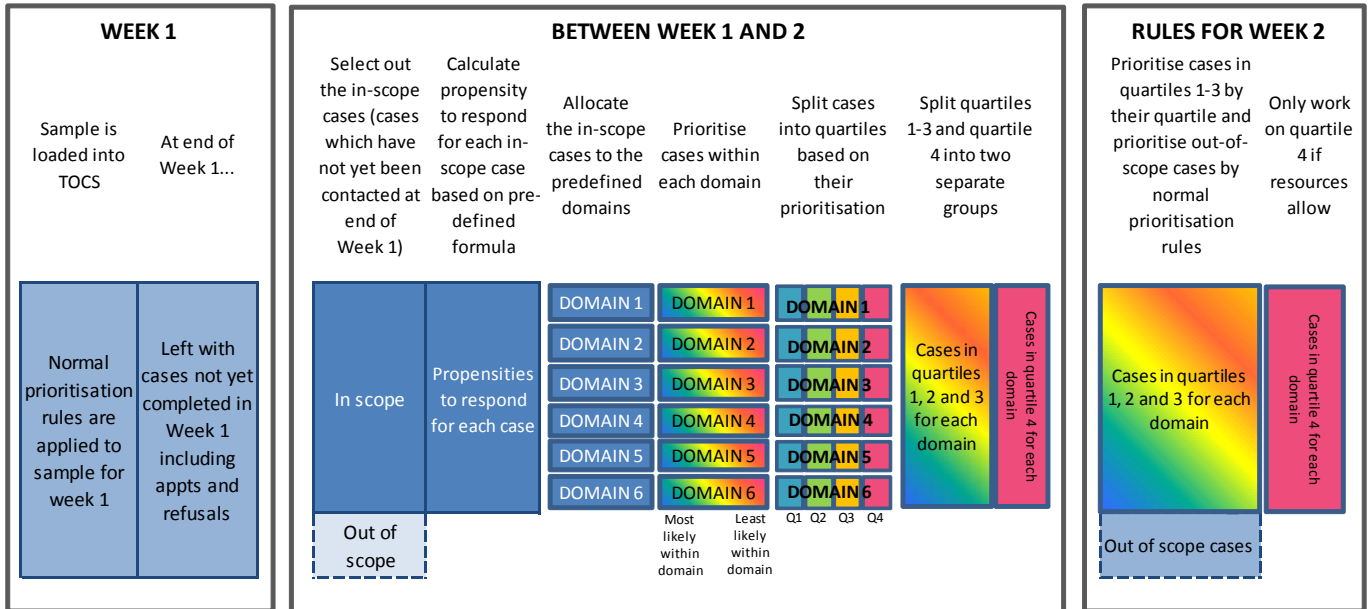 WEEK 1
Sample is
loaded into
TOCS
At end of
Week 1...
Normal
prioritisation
rules are
applied to
sample for
week 1
Left with
cases not yet
completed in
Week 1
including
appts and
refusals
BETWEEN WEEK 1 AND 2
Select out
the in-scope
cases (cases
which have
not yet been
contacted at
end of
Week 1)
Calculate
propensity to
respond for
each in-
scope case
based on pre-
defined
formula
Allocate
the in-scope
cases to the
predefined
domains
Prioritise
cases within
each domain
Split cases
into quartiles
based on
their
prioritisation
Split quartiles
1-3 and quartile
4 into two
separate
groups
In scope
Out of
scope
Propensities
to respond
for each case
DOMAIN 1
DOMAIN 2
DOMAIN 3
DOMAIN 4
DOMAIN 5
DOMAIN 6
DOMAIN 1
DOMAIN 2
DOMAIN 3
DOMAIN 4
DOMAIN 5
DOMAIN 6
Most
likely within
domain
Least
likely within
domain
DOMAIN 1
DOMAIN 2
DOMAIN 3
DOMAIN 4
DOMAIN 5
DOMAIN 6
Q1 Q2 Q3 Q4
Cases in
quartiles
1, 2 and 3
for each
domain
Cases in quartile 4 for each
domain
RULES FOR WEEK 2
Prioritise cases in
quartiles 1-3 by
their quartile and
prioritise out-of-
scope cases by
normal
prioritisation
rules
Only work
on quartile
4 if
resources
allow
Cases in quartiles
1, 2 and 3 for each
domain
Out of scope cases
Cases in quartile 4 for each
domain